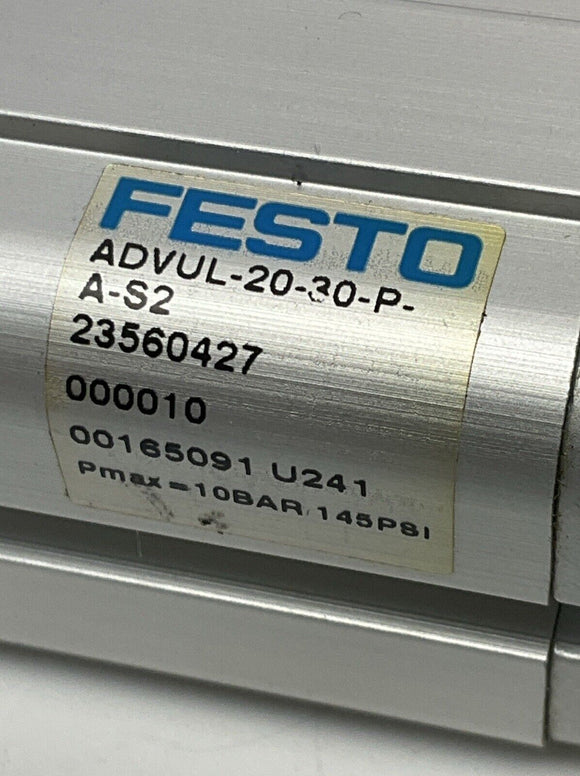 FESTO
ADVUL-20-30-P-
A-S2
23560427
000010
00165091 U241
Pmax=10BAR/145PSI